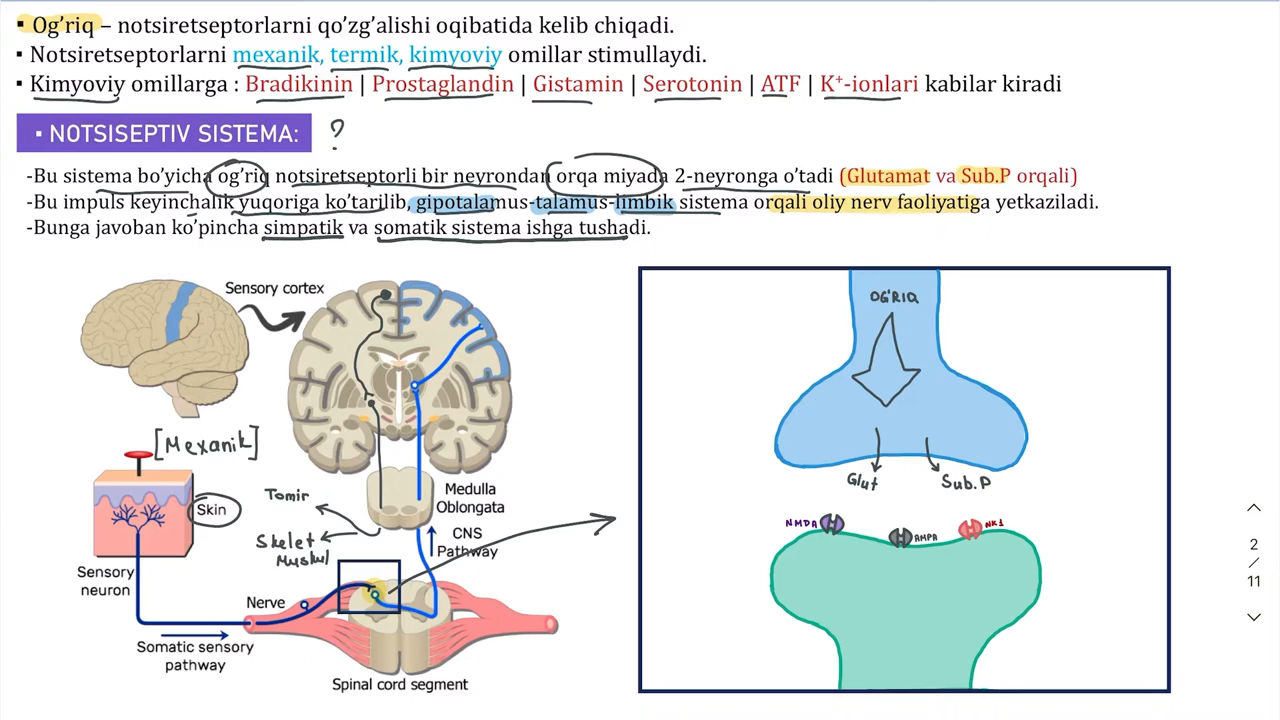 ▪ Og’riq – notsiretseptorlarni qo’zg’alishi oqibatida kelib chiqadi.
▪ Notsiretseptorlarni mexanik, termik, kimyoviy omillar stimullaydi.
▪ Kimyoviy omillarga : Bradikinin | Prostaglandin | Gistamin | Serotonin | ATF | K⁺-ionlari kabilar kiradi
▪ NOTSISEPTIV SISTEMA: ?
-Bu sistema bo’yicha og’riq notsiretseptorli bir neyrondan orqa miyada 2-neyronga o’tadi (Glutamat va Sub.P orqali)
-Bu impuls keyinchalik yuqoriga ko’tarilib, gipotalamus-talamus-limbik sistema orqali oliy nerv faoliyatiga yetkaziladi.
-Bunga javoban ko’pincha simpatik va somatik sistema ishga tushadi.
Sensory cortex
[Mexanik]
Skin
Sensory
neuron
Tomir
Skelet
Muskul
Medulla
Oblongata
CNS
Pathway
Nerve
Somatic sensory
pathway
Spinal cord segment
OG'RIQ
Glut
Sub.P
NMDA
AMPA
NK1
2
/
11